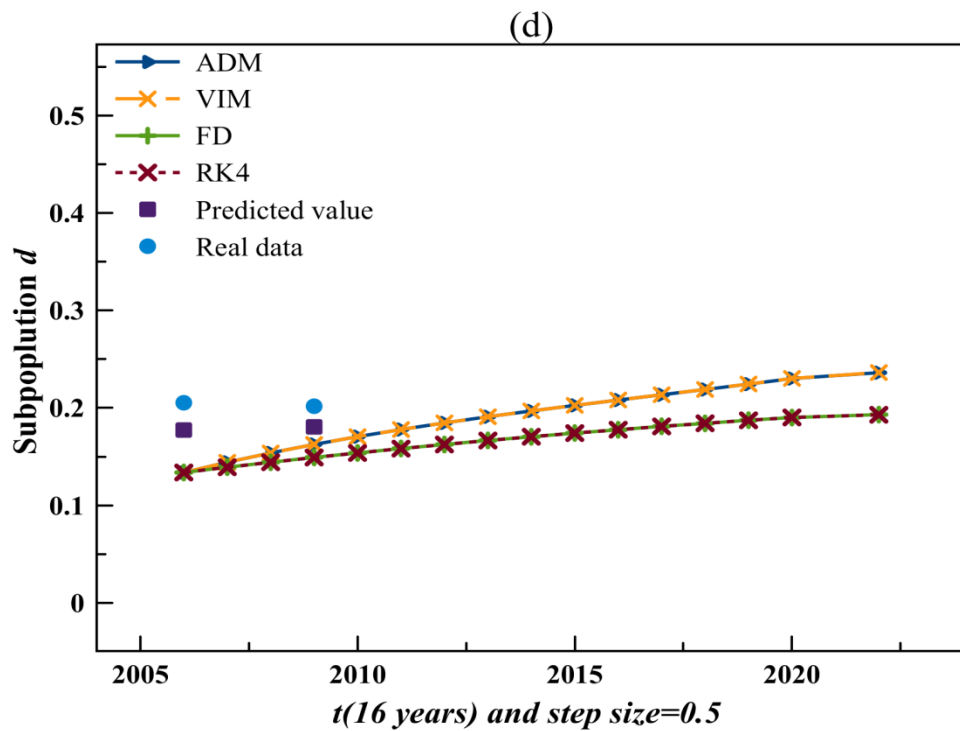 (d)
ADM
VIM
FD
RK4
Predicted value
Real data
0.5
0.4
0.3
0.2
0.1
0
Subpoplution d
2005
2010
2015
2020
t(16 years) and step size=0.5